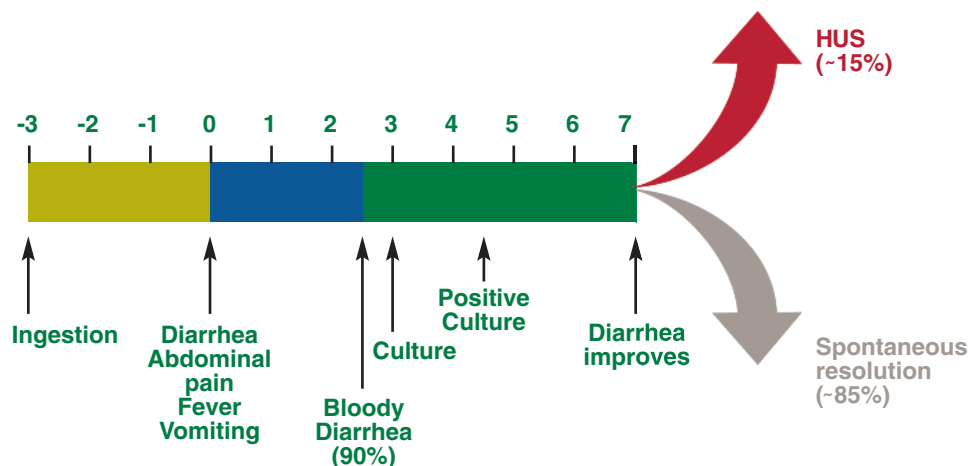 HUS
(~15%)
-3 -2 -1 0 1 2 3 4 5 6 7
Ingestion
Diarrhea
Abdominal
pain
Fever
Vomiting
Bloody
Diarrhea
(90%)
Culture
Positive
Culture
Diarrhea
improves
Spontaneous
resolution
(~85%)